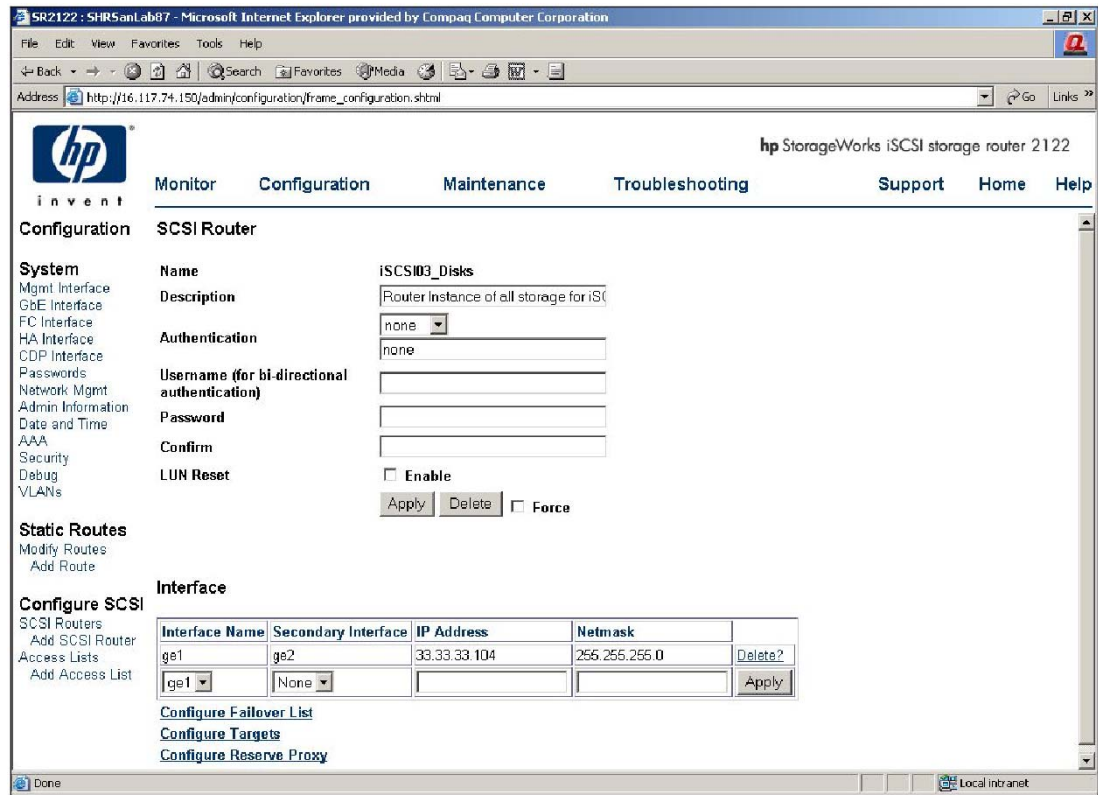 SR2122 : SHRSanLab87 - Microsoft Internet Explorer provided by Compaq Computer Corporation
File Edit View Favorites Tools Help
Back Search Favorites Media
Address http://16.117.74.150/admin/configuration/frame_configuration.shtml Go Links »
hp
invent
hp StorageWorks iSCSI storage router 2122
Monitor Configuration Maintenance Troubleshooting Support Home Help
Configuration
System
Mgmt Interface
GbE Interface
FC Interface
HA Interface
CDP Interface
Passwords
Network Mgmt
Admin Information
Date and Time
AAA
Security
Debug
VLANs
Static Routes
Modify Routes
Add Route
Configure SCSI
SCSI Routers
Add SCSI Router
Access Lists
Add Access List
SCSI Router
Name iSCSI03_Disks
Description Router Instance of all storage for iSC
Authentication none
none
Username (for bi-directional
authentication)
Password
Confirm
LUN Reset Enable
Apply Delete Force
Interface
Interface Name Secondary Interface IP Address Netmask
ge1 ge2 33.33.33.104 255.255.255.0 Delete?
ge1 None Apply
Configure Failover List
Configure Targets
Configure Reserve Proxy
Done Local intranet